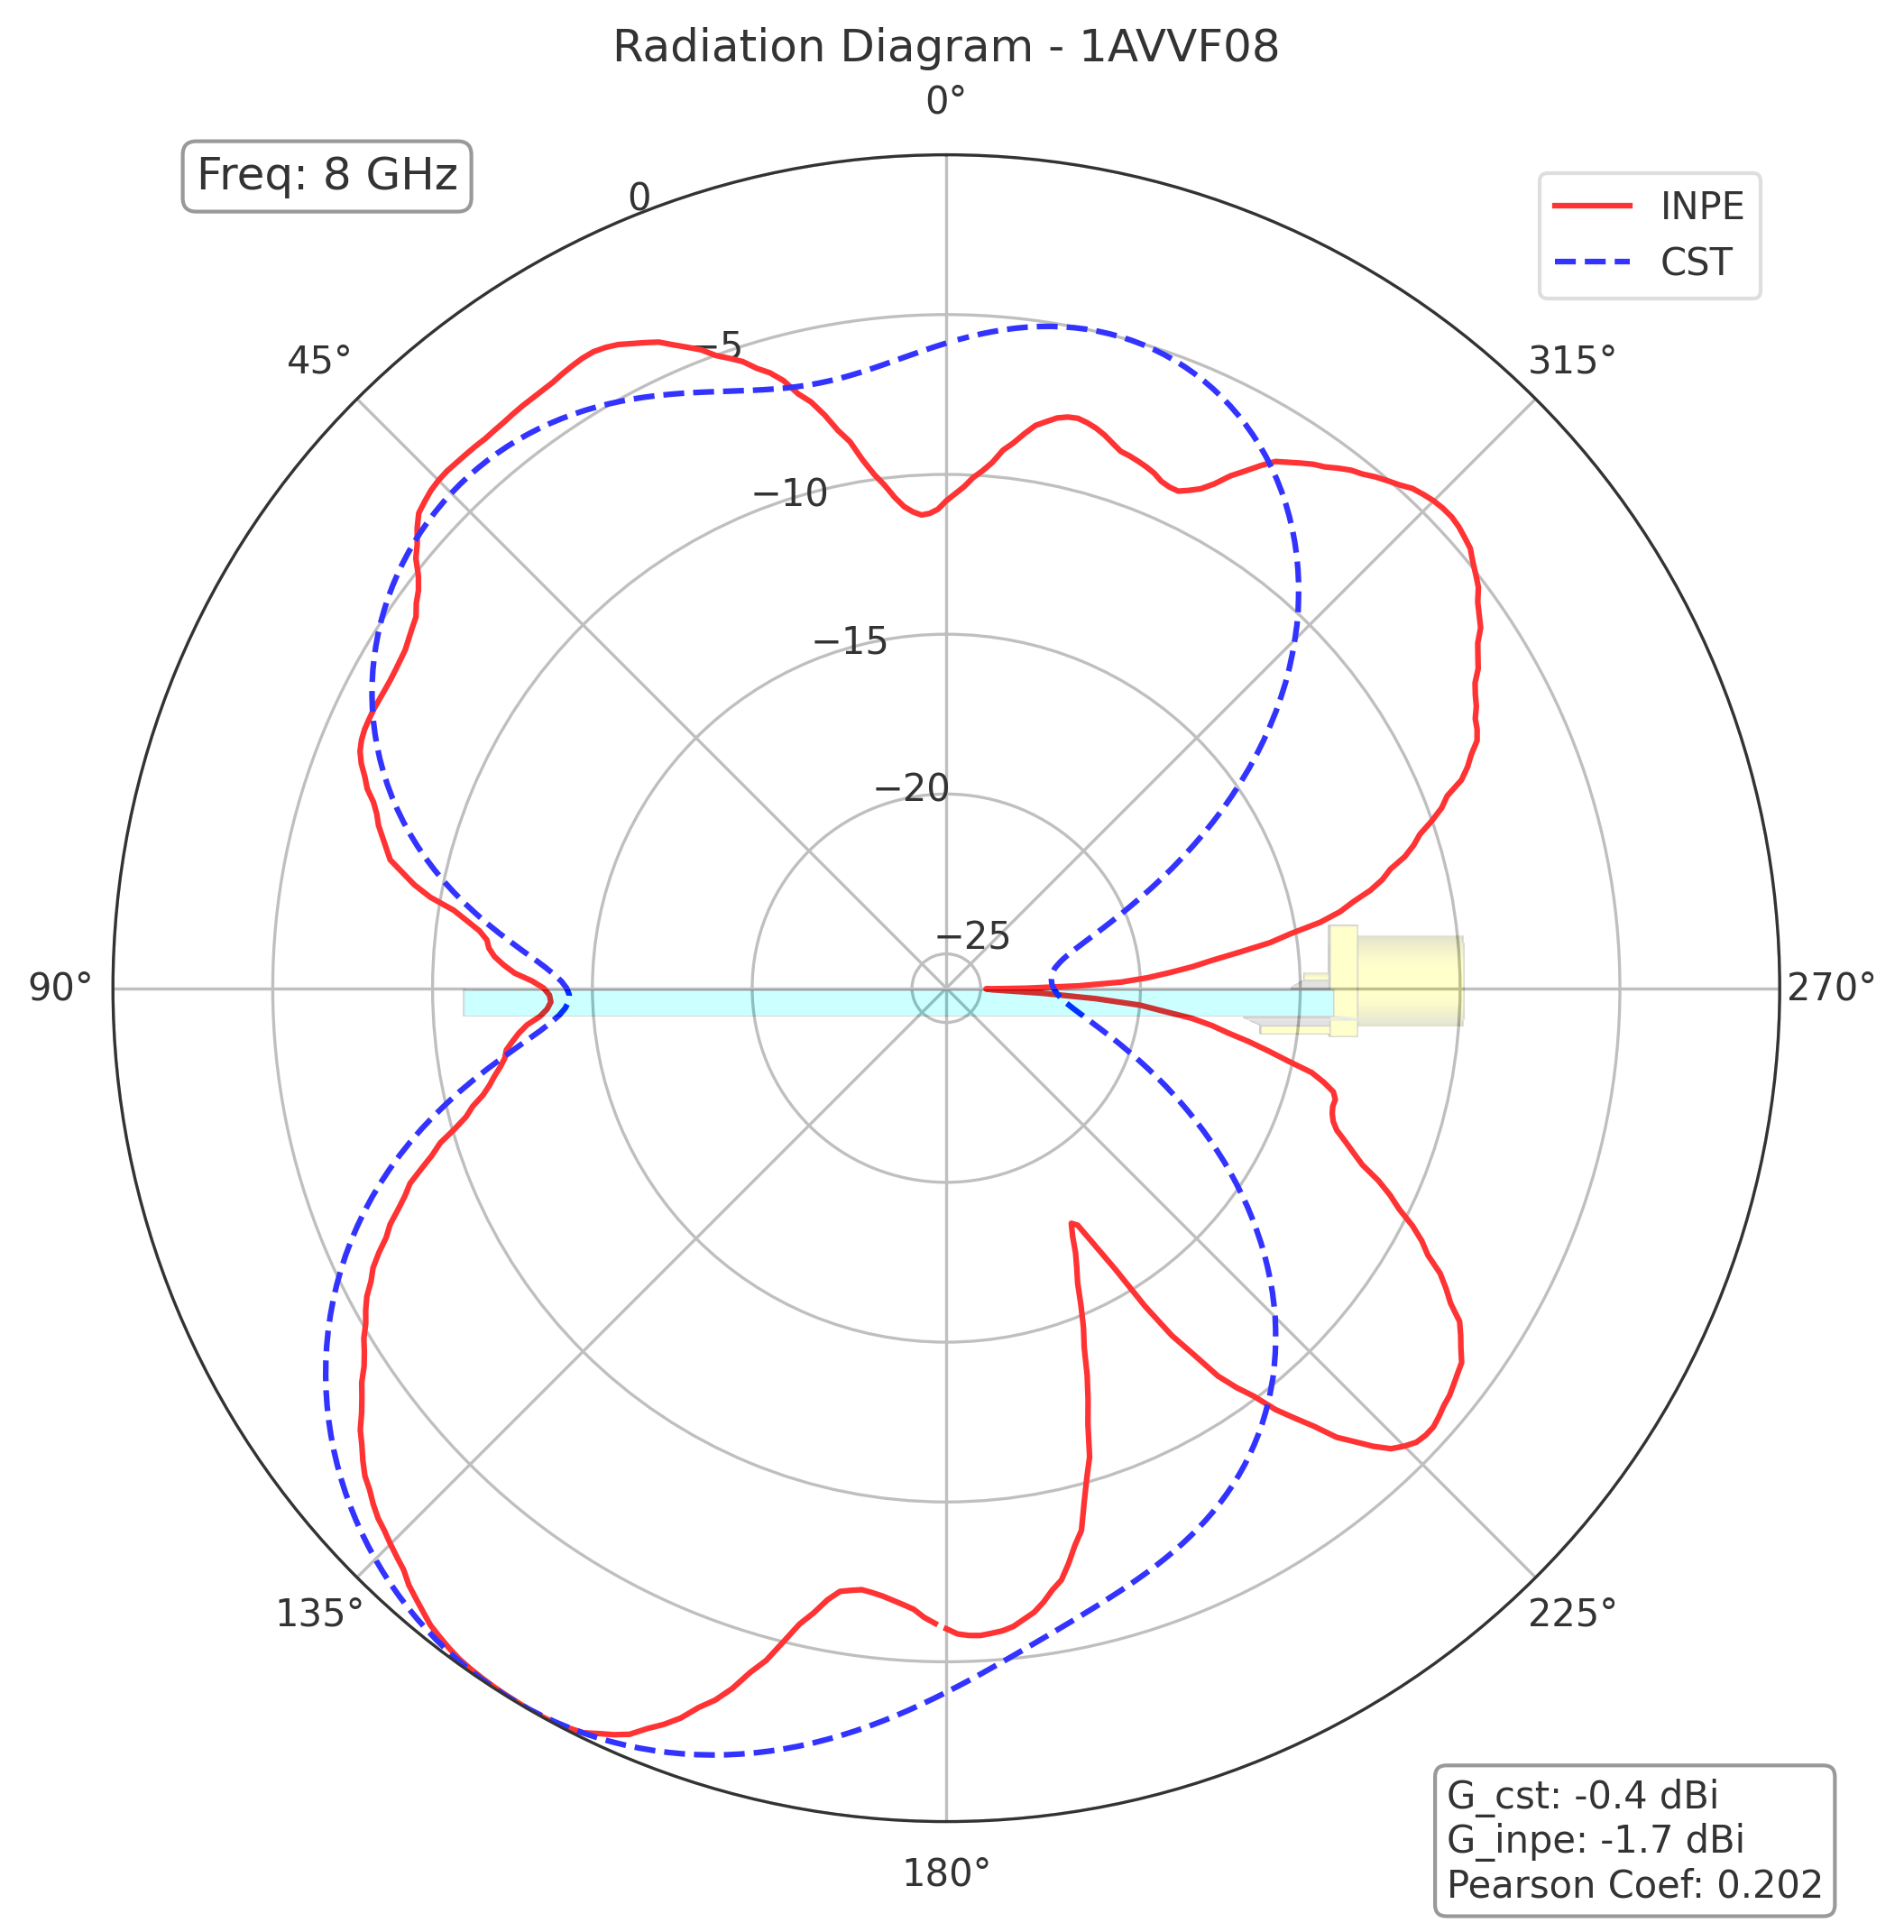 Radiation Diagram - 1AVVF08
0°
Freq: 8 GHz
0
INPE
CST
45°
−5
315°
−10
−15
−20
−25
90°
270°
135°
225°
180°
G_cst: -0.4 dBi
G_inpe: -1.7 dBi
Pearson Coef: 0.202